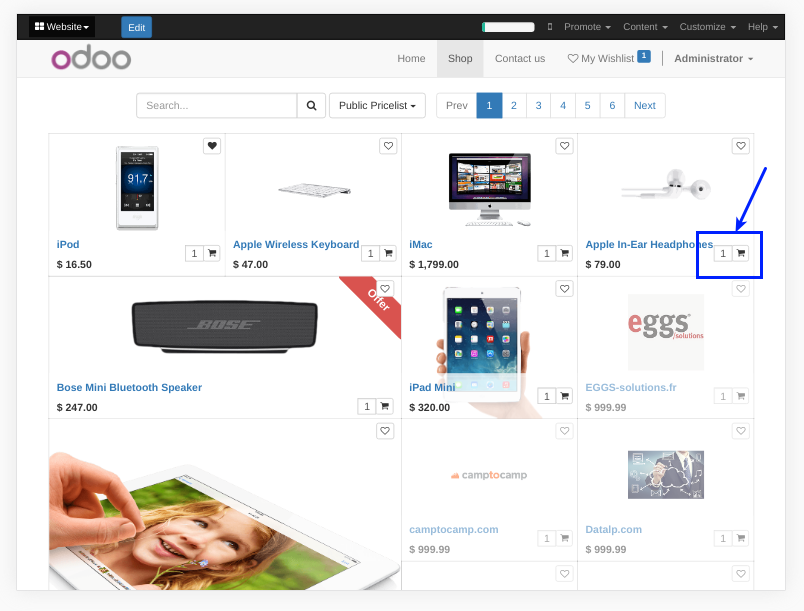 Website
Edit
Promote
Content
Customize
Help
odoo
Home
Shop
Contact us
My Wishlist 1
Administrator
Search...
Public Pricelist
Prev
1
2
3
4
5
6
Next
91.7
iPod
$ 16.50
1
Apple Wireless Keyboard
$ 47.00
1
iMac
$ 1,799.00
1
Apple In-Ear Headphones
$ 79.00
1
Offer
BOSE
Bose Mini Bluetooth Speaker
$ 247.00
1
iPad Mini
$ 320.00
1
eggs
/solutions
EGGS-solutions.fr
$ 999.99
1
camptocamp
camptocamp.com
$ 999.99
1
Datalp.com
$ 999.99
1